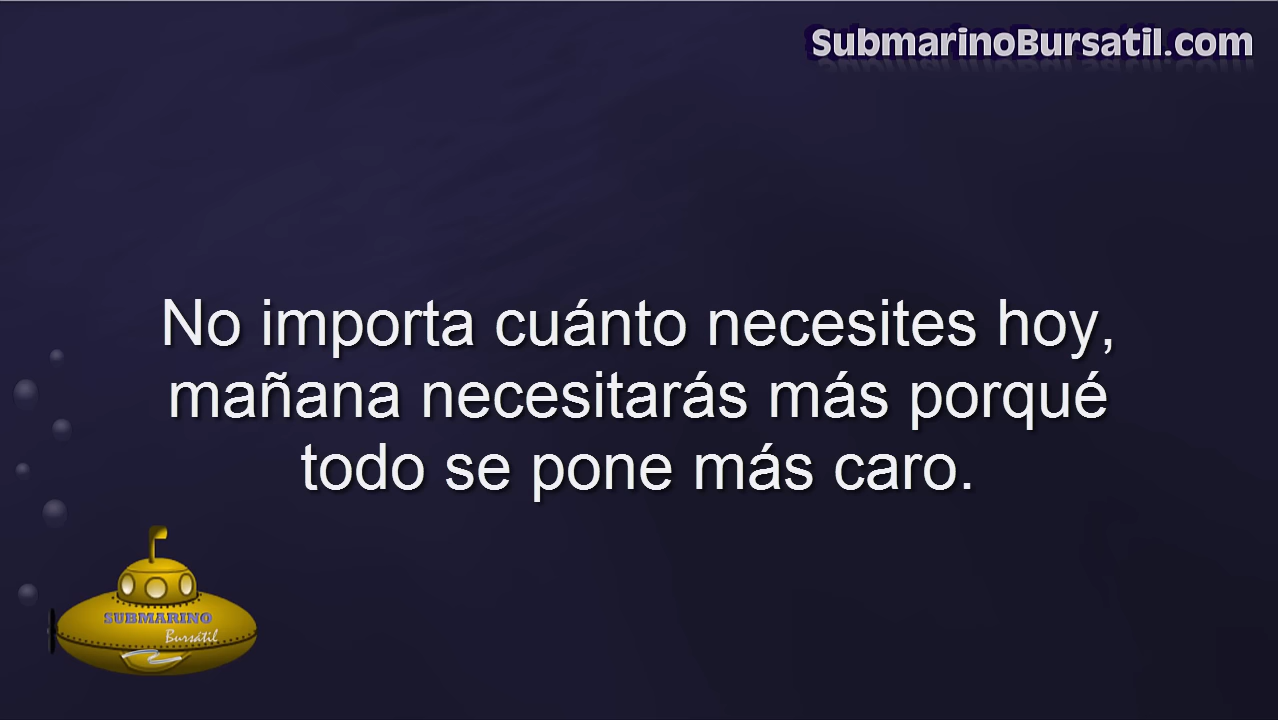 SubmarinoBursatil.com
No importa cuánto necesites hoy,
mañana necesitarás más porqué
todo se pone más caro.
SUBMARINO
Bursátil